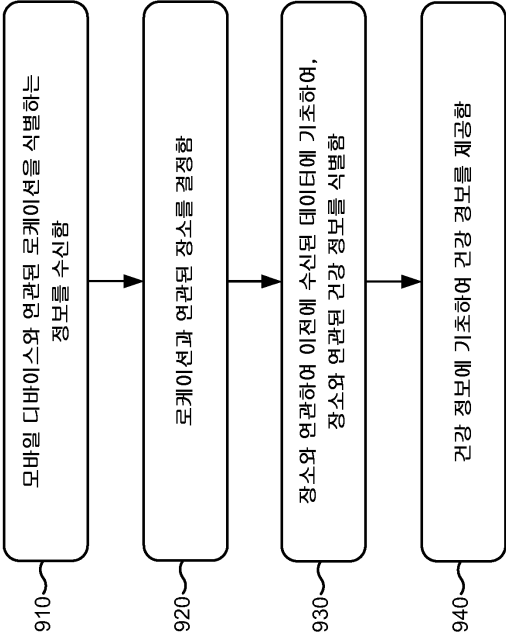 910
모바일 디바이스와 연관된 로케이션을 식별하는
정보를 수신함
920
로케이션과 연관된 장소를 결정함
930
장소와 연관하여 이전에 수신된 데이터에 기초하여,
장소와 연관된 건강 정보를 식별함
940
건강 정보에 기초하여 건강 경보를 제공함